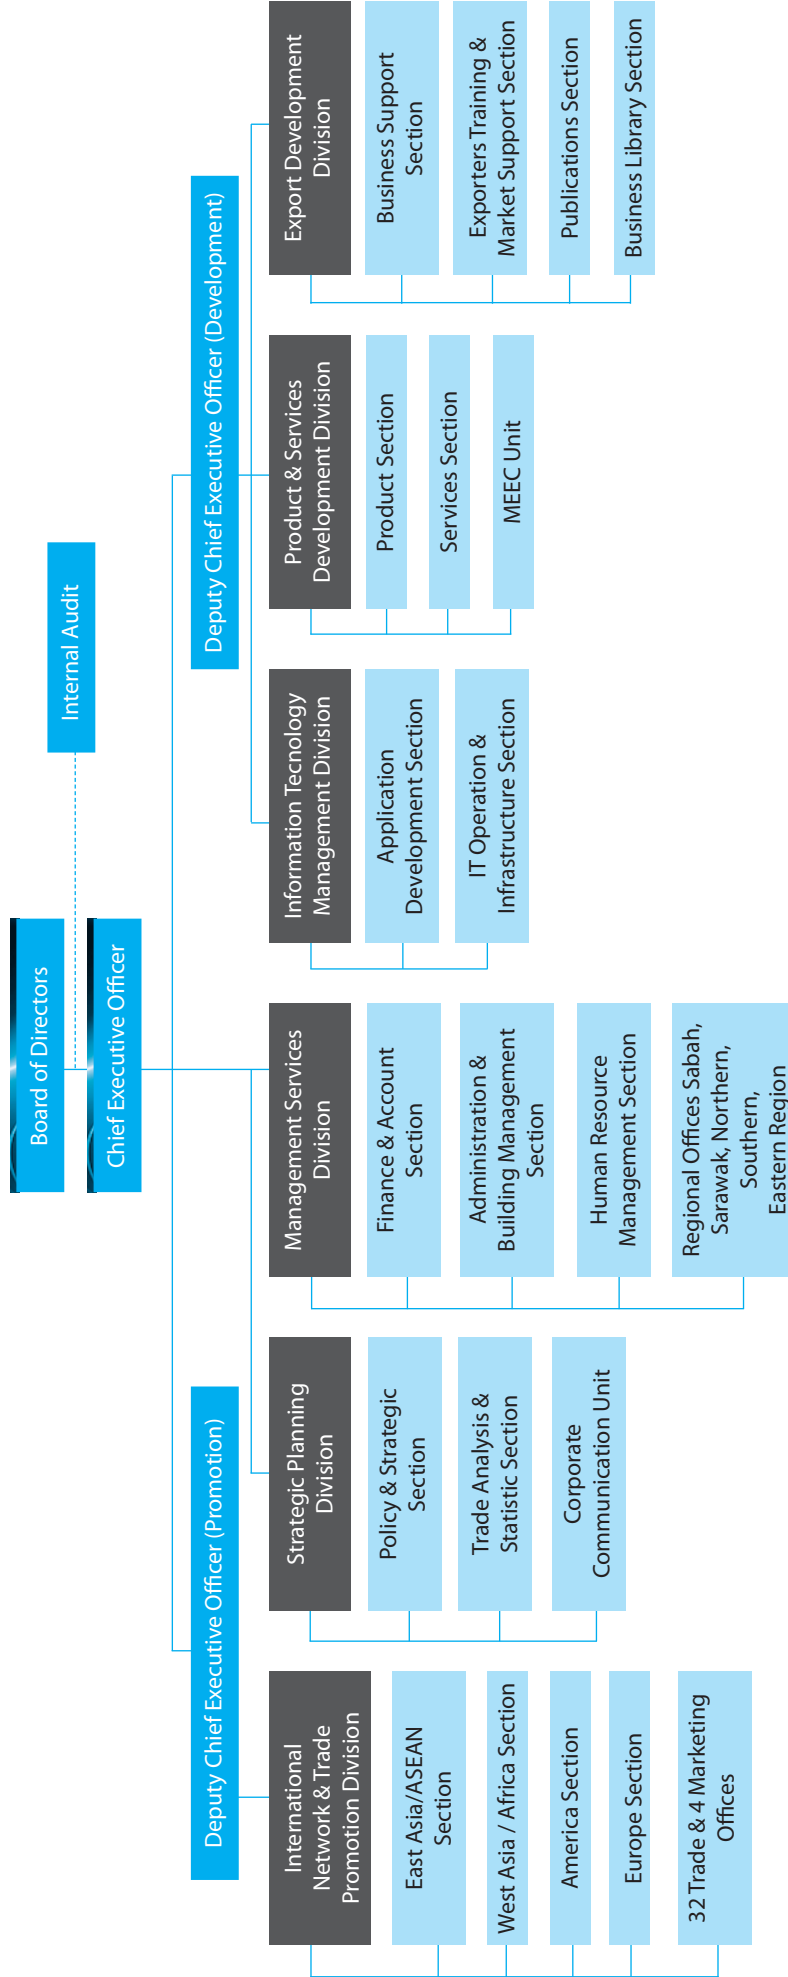 Board of Directors
Internal Audit
Chief Executive Officer
Deputy Chief Executive Officer (Promotion)
Deputy Chief Executive Officer (Development)
International
Network & Trade
Promotion Division
East Asia/ASEAN
Section
West Asia / Africa Section
America Section
Europe Section
32 Trade & 4 Marketing
Offices
Strategic Planning
Division
Policy & Strategic
Section
Trade Analysis &
Statistic Section
Corporate
Communication Unit
Management Services
Division
Finance & Account
Section
Administration &
Building Management
Section
Human Resource
Management Section
Regional Offices Sabah,
Sarawak, Northern,
Southern,
Eastern Region
Information Tecnology
Management Division
Application
Development Section
IT Operation &
Infrastructure Section
Product & Services
Development Division
Product Section
Services Section
MEEC Unit
Export Development
Division
Business Support
Section
Exporters Training &
Market Support Section
Publications Section
Business Library Section